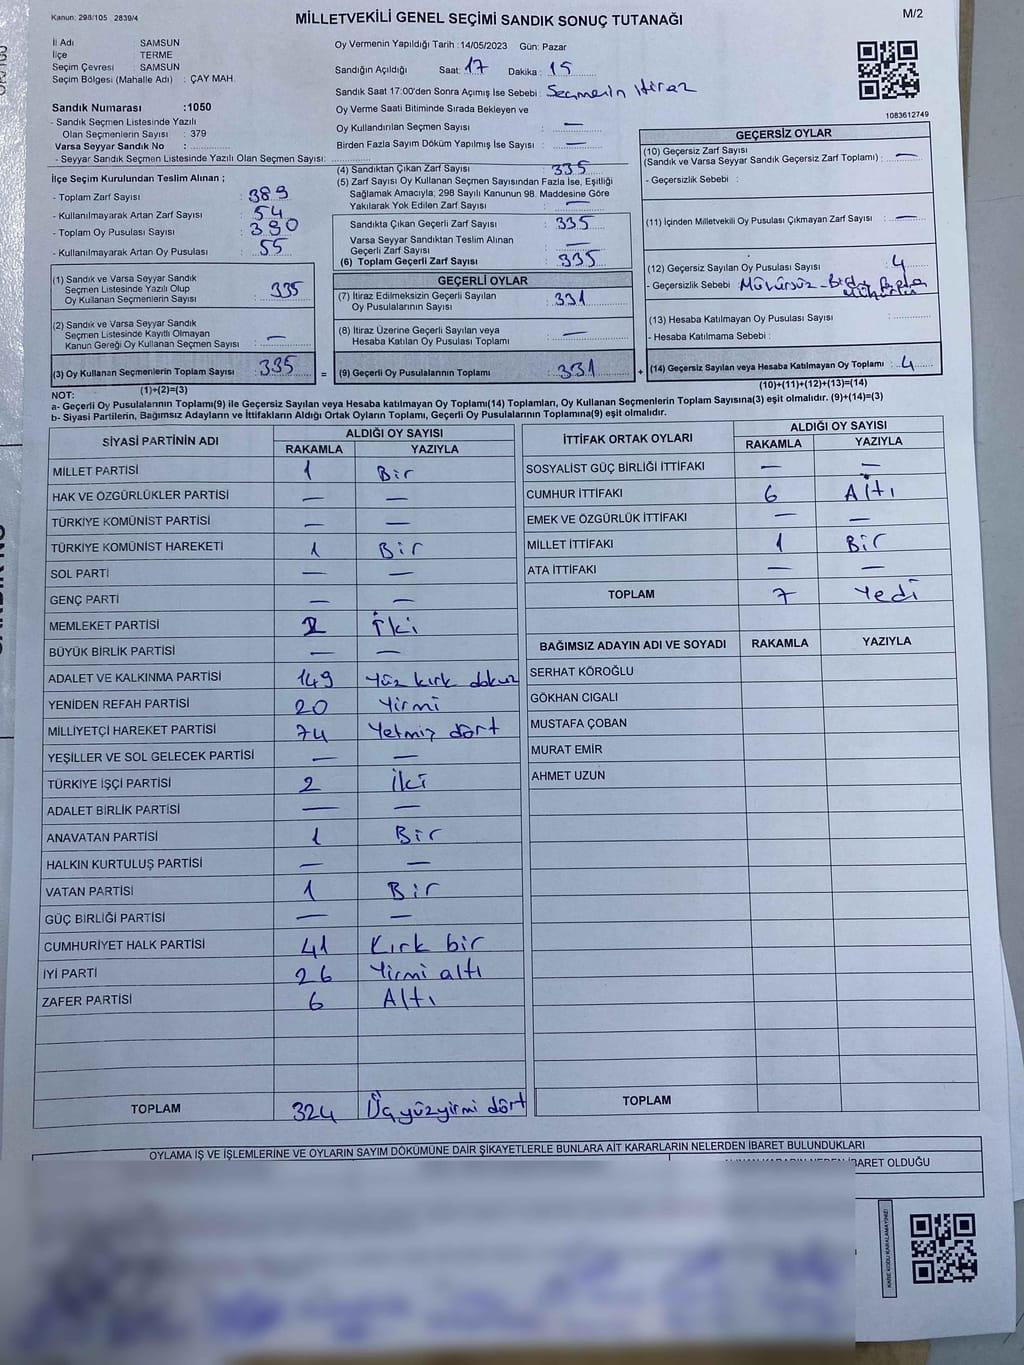 Kanun: 298/105 2839/4
MİLLETVEKİLİ GENEL SEÇİMİ SANDIK SONUÇ TUTANAĞI
M/2
İl Adı SAMSUN
İlçe TERME
Seçim Çevresi SAMSUN
Seçim Bölgesi (Mahalle Adı) : ÇAY MAH.
Oy Vermenin Yapıldığı Tarih : 14/05/2023 Gün: Pazar
Sandığın Açıldığı Saat: 17 Dakika : 15
Sandık Saat 17:00'den Sonra Açımış İse Sebebi : Seçmenin itiraz
Oy Verme Saati Bitiminde Sırada Bekleyen ve
Oy Kullandırılan Seçmen Sayısı : —
Birden Fazla Sayım Döküm Yapılmış İse Sayısı : —
1083612749
Sandık Numarası :1050
- Sandık Seçmen Listesinde Yazılı
Olan Seçmenlerin Sayısı : 379
Varsa Seyyar Sandık No :
- Seyyar Sandık Seçmen Listesinde Yazılı Olan Seçmen Sayısı:
İlçe Seçim Kurulundan Teslim Alınan ;
- Toplam Zarf Sayısı : 389
- Kullanılmayarak Artan Zarf Sayısı : 54
- Toplam Oy Pusulası Sayısı : 390
- Kullanılmayarak Artan Oy Pusulası : 55
(1) Sandık ve Varsa Seyyar Sandık
Seçmen Listesinde Yazılı Olup
Oy Kullanan Seçmenlerin Sayısı : 335
(2) Sandık ve Varsa Seyyar Sandık
Seçmen Listesinde Kayıtlı Olmayan
Kanun Gereği Oy Kullanan Seçmen Sayısı : —
(3) Oy Kullanan Seçmenlerin Toplam Sayısı : 335
(1)+(2)=(3)
(4) Sandıktan Çıkan Zarf Sayısı : 335
(5) Zarf Sayısı Oy Kullanan Seçmen Sayısından Fazla İse, Eşitliği
Sağlamak Amacıyla; 298 Sayılı Kanunun 98. Maddesine Göre
Yakılarak Yok Edilen Zarf Sayısı : —
Sandıkta Çıkan Geçerli Zarf Sayısı : 335
Varsa Seyyar Sandıktan Teslim Alınan
Geçerli Zarf Sayısı : —
(6) Toplam Geçerli Zarf Sayısı : 335
GEÇERLİ OYLAR
(7) İtiraz Edilmeksizin Geçerli Sayılan
Oy Pusulalarının Sayısı : 331
(8) İtiraz Üzerine Geçerli Sayılan veya
Hesaba Katılan Oy Pusulası Toplamı : —
= (9) Geçerli Oy Pusulalarının Toplamı : 331
GEÇERSİZ OYLAR
(10) Geçersiz Zarf Sayısı
(Sandık ve Varsa Seyyar Sandık Geçersiz Zarf Toplamı) : —
- Geçersizlik Sebebi :
(11) İçinden Milletvekili Oy Pusulası Çıkmayan Zarf Sayısı : —
(12) Geçersiz Sayılan Oy Pusulası Sayısı : 4
- Geçersizlik Sebebi : Mühürsüz - Birden Fazla
Mühürlü
(13) Hesaba Katılmayan Oy Pusulası Sayısı :
- Hesaba Katılmama Sebebi :
+ (14) Geçersiz Sayılan veya Hesaba Katılmayan Oy Toplamı : 4
(10)+(11)+(12)+(13)=(14)
NOT:
a- Geçerli Oy Pusulalarının Toplamı(9) ile Geçersiz Sayılan veya Hesaba katılmayan Oy Toplamı(14) Toplamları, Oy Kullanan Seçmenlerin Toplam Sayısına(3) eşit olmalıdır. (9)+(14)=(3)
b- Siyasi Partilerin, Bağımsız Adayların ve İttifakların Aldığı Ortak Oyların Toplamı, Geçerli Oy Pusulalarının Toplamına(9) eşit olmalıdır.
SİYASİ PARTİNİN ADI ALDIĞI OY SAYISI
RAKAMLA YAZIYLA
MİLLET PARTİSİ 1 Bir
HAK VE ÖZGÜRLÜKLER PARTİSİ — —
TÜRKİYE KOMÜNİST PARTİSİ — —
TÜRKİYE KOMÜNİST HAREKETİ 1 Bir
SOL PARTİ — —
GENÇ PARTİ — —
MEMLEKET PARTİSİ 2 İki
BÜYÜK BİRLİK PARTİSİ — —
ADALET VE KALKINMA PARTİSİ 149 Yüz kırk dokuz
YENİDEN REFAH PARTİSİ 20 Yirmi
MİLLİYETÇİ HAREKET PARTİSİ 74 Yetmiş dört
YEŞİLLER VE SOL GELECEK PARTİSİ — —
TÜRKİYE İŞÇİ PARTİSİ 2 İki
ADALET BİRLİK PARTİSİ — —
ANAVATAN PARTİSİ 1 Bir
HALKIN KURTULUŞ PARTİSİ — —
VATAN PARTİSİ 1 Bir
GÜÇ BİRLİĞİ PARTİSİ — —
CUMHURİYET HALK PARTİSİ 41 Kırk bir
İYİ PARTİ 26 Yirmi altı
ZAFER PARTİSİ 6 Altı
TOPLAM 324 Üçyüzyirmi dört
İTTİFAK ORTAK OYLARI ALDIĞI OY SAYISI
RAKAMLA YAZIYLA
SOSYALİST GÜÇ BİRLİĞİ İTTİFAKI — —
CUMHUR İTTİFAKI 6 Altı
EMEK VE ÖZGÜRLÜK İTTİFAKI — —
MİLLET İTTİFAKI 1 Bir
ATA İTTİFAKI — —
TOPLAM 7 Yedi
BAĞIMSIZ ADAYIN ADI VE SOYADI RAKAMLA YAZIYLA
SERHAT KÖROĞLU
GÖKHAN CIGALI
MUSTAFA ÇOBAN
MURAT EMİR
AHMET UZUN
TOPLAM
OYLAMA İŞ VE İŞLEMLERİNE VE OYLARIN SAYIM DÖKÜMÜNE DAİR ŞİKAYETLERLE BUNLARA AİT KARARLARIN NELERDEN İBARET BULUNDUKLARI
İBARET OLDUĞU
KARE KODU KARALAMAYINIZ!